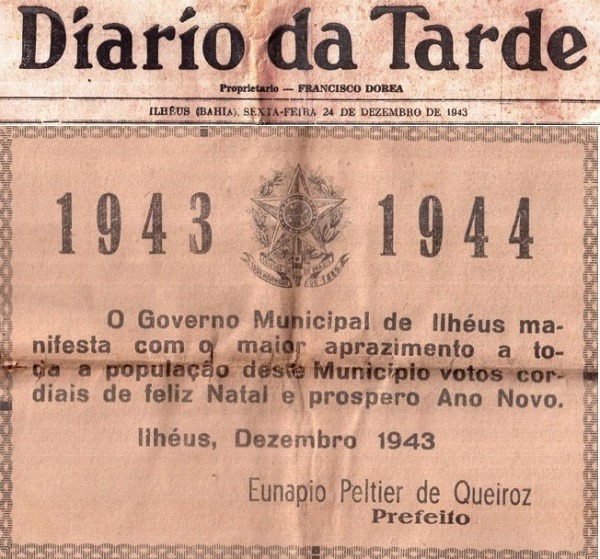 Diario da Tarde
Proprietario — FRANCISCO DOREA
ILHÉUS (BAHIA), SEXTA-FEIRA 24 DE DEZEMBRO DE 1943
1943 1944
O Governo Municipal de Ilhéus ma-
nifesta com o maior aprazimento a to-
da a população deste Municipio votos cor-
diais de feliz Natal e prospero Ano Novo.
Ilhéus, Dezembro 1943
Eunapio Peltier de Queiroz
Prefeito